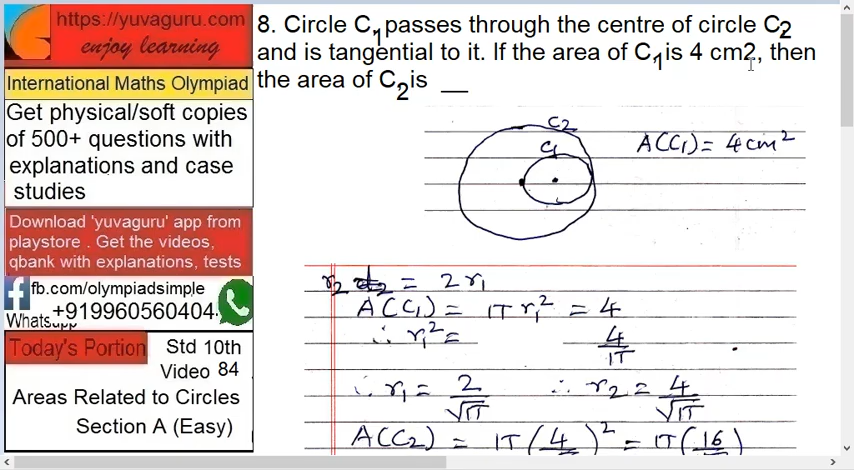 https://yuvaguru.com
enjoy learning
International Maths Olympiad
Get physical/soft copies
of 500+ questions with
explanations and case
studies
Download 'yuvaguru' app from
playstore . Get the videos,
qbank with explanations, tests
fb.com/olympiadsimple
+919960560404
Whatsupp
Today's Portion
Std 10th
Video 84
Areas Related to Circles
Section A (Easy)
8. Circle C1 passes through the centre of circle C2
and is tangential to it. If the area of C1 is 4 cm2, then
the area of C2 is __
C2
C1
A(C1) = 4cm²
r2 = 2r1
A(C1) = πr1² = 4
∴ r1² = 4/π
∴ r1 = 2/√π ∴ r2 = 4/√π
A(C2) = π(4/ )² = π(16/ )